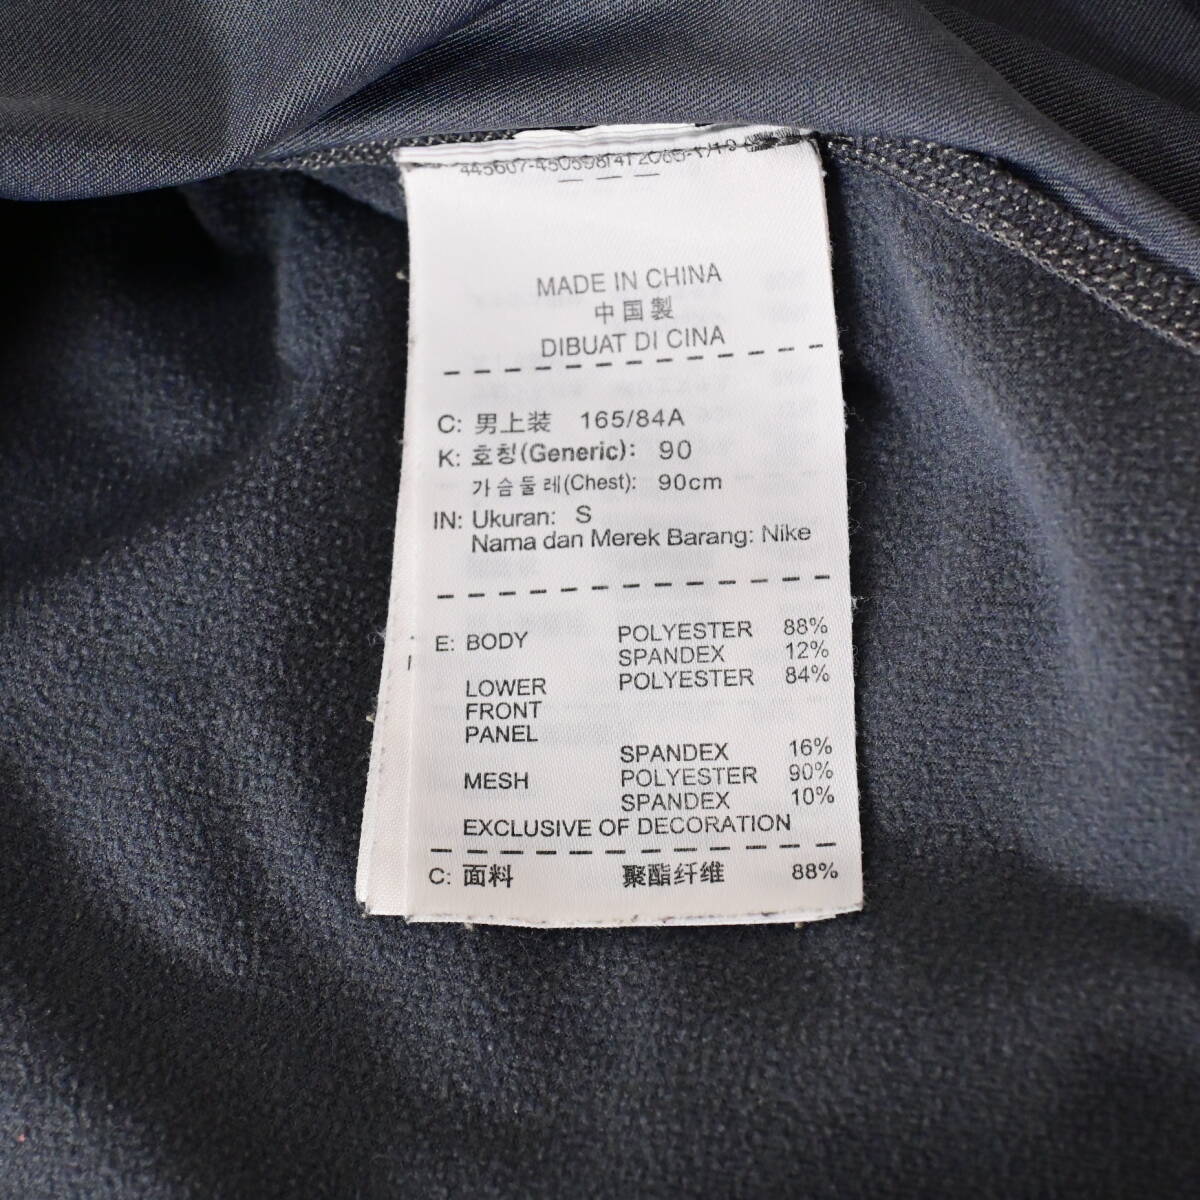 MADE IN CHINA
中国製
DIBUAT DI CINA
C: 男上装 165/84A
K: 호칭(Generic): 90
가슴둘레(Chest): 90cm
IN: Ukuran: S
Nama dan Merek Barang: Nike
E: BODY POLYESTER 88%
SPANDEX 12%
LOWER POLYESTER 84%
FRONT
PANEL
SPANDEX 16%
MESH POLYESTER 90%
SPANDEX 10%
EXCLUSIVE OF DECORATION
C: 面料 聚酯纤维 88%